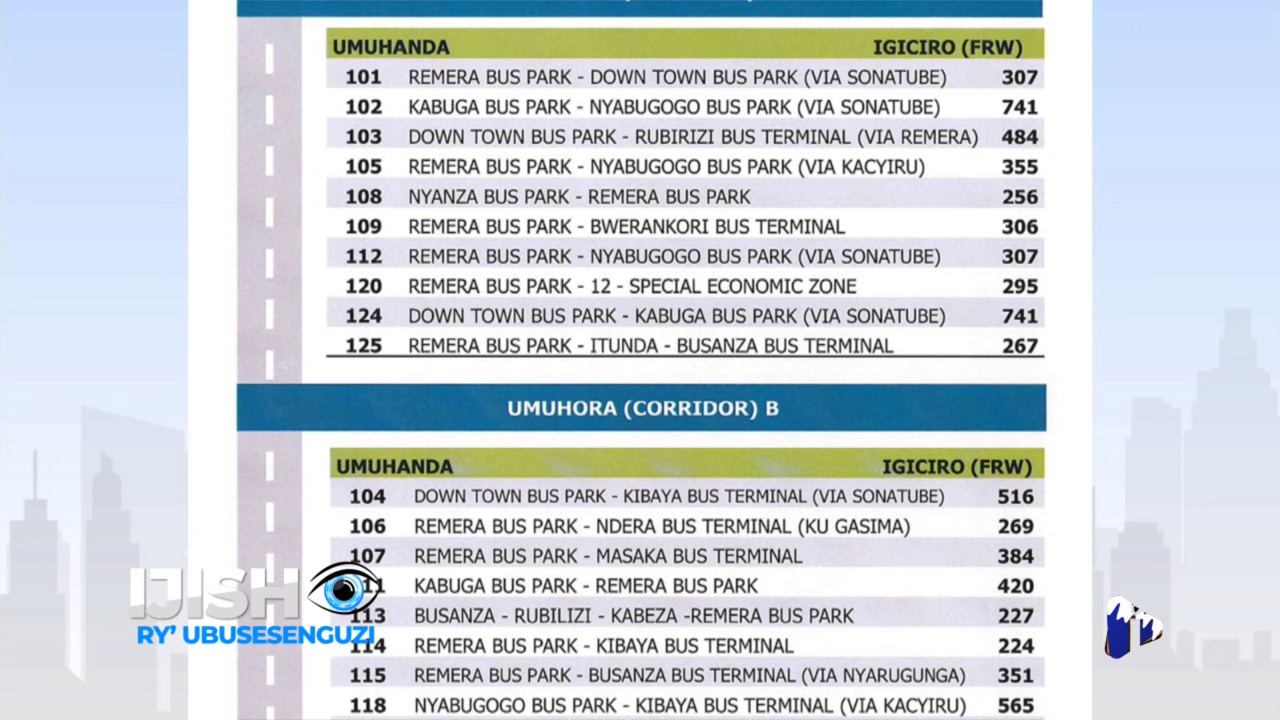 UMUHANDA IGICIRO (FRW)
101 REMERA BUS PARK - DOWN TOWN BUS PARK (VIA SONATUBE) 307
102 KABUGA BUS PARK - NYABUGOGO BUS PARK (VIA SONATUBE) 741
103 DOWN TOWN BUS PARK - RUBIRIZI BUS TERMINAL (VIA REMERA) 484
105 REMERA BUS PARK - NYABUGOGO BUS PARK (VIA KACYIRU) 355
108 NYANZA BUS PARK - REMERA BUS PARK 256
109 REMERA BUS PARK - BWERANKORI BUS TERMINAL 306
112 REMERA BUS PARK - NYABUGOGO BUS PARK (VIA SONATUBE) 307
120 REMERA BUS PARK - 12 - SPECIAL ECONOMIC ZONE 295
124 DOWN TOWN BUS PARK - KABUGA BUS PARK (VIA SONATUBE) 741
125 REMERA BUS PARK - ITUNDA - BUSANZA BUS TERMINAL 267
UMUHORA (CORRIDOR) B
UMUHANDA IGICIRO (FRW)
104 DOWN TOWN BUS PARK - KIBAYA BUS TERMINAL (VIA SONATUBE) 516
106 REMERA BUS PARK - NDERA BUS TERMINAL (KU GASIMA) 269
107 REMERA BUS PARK - MASAKA BUS TERMINAL 384
KABUGA BUS PARK - REMERA BUS PARK 420
113 BUSANZA - RUBILIZI - KABEZA -REMERA BUS PARK 227
114 REMERA BUS PARK - KIBAYA BUS TERMINAL 224
115 REMERA BUS PARK - BUSANZA BUS TERMINAL (VIA NYARUGUNGA) 351
118 NYABUGOGO BUS PARK - KIBAYA BUS TERMINAL (VIA KACYIRU) 565
IJISHO
RY' UBUSESENGUZI